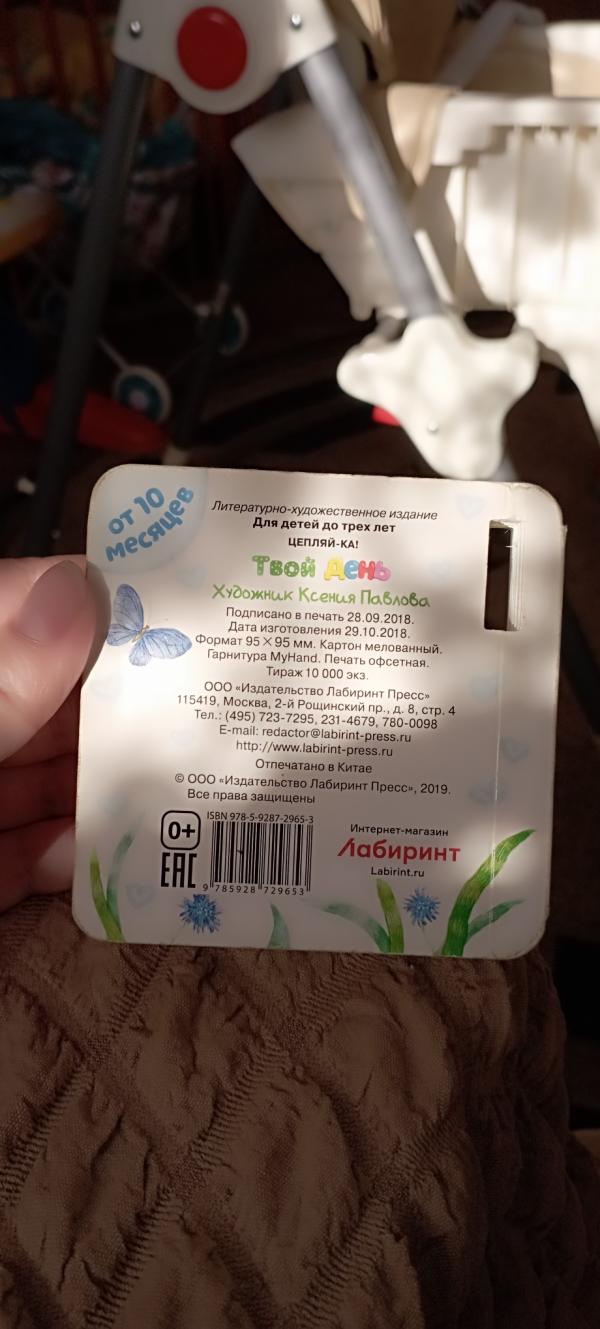 от 10
месяцев
Литературно-художественное издание
Для детей до трех лет
ЦЕПЛЯЙ-КА!
Твой день
Художник Ксения Павлова
Подписано в печать 28.09.2018.
Дата изготовления 29.10.2018.
Формат 95×95 мм. Картон мелованный.
Гарнитура MyHand. Печать офсетная.
Тираж 10 000 экз.
ООО «Издательство Лабиринт Пресс»
115419, Москва, 2-й Рощинский пр., д. 8, стр. 4
Тел.: (495) 723-7295, 231-4679, 780-0098
E-mail: redactor@labirint-press.ru
http://www.labirint-press.ru
Отпечатано в Китае
© ООО «Издательство Лабиринт Пресс», 2019.
Все права защищены
0+
EAC
ISBN 978-5-9287-2965-3
9 785928 729653
Интернет-магазин
Лабиринт
Labirint.ru